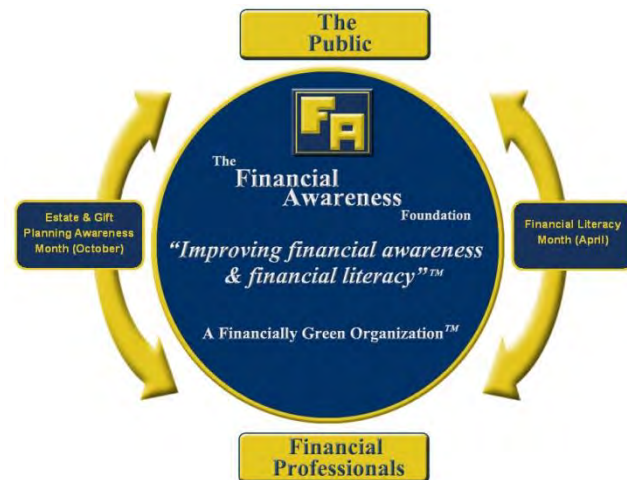 The
Public
FA
The
Financial
Awareness
Foundation
Estate & Gift
Planning Awareness
Month (October)
"Improving financial awareness
& financial literacy"™
Financial Literacy
Month (April)
A Financially Green Organization™
Financial
Professionals